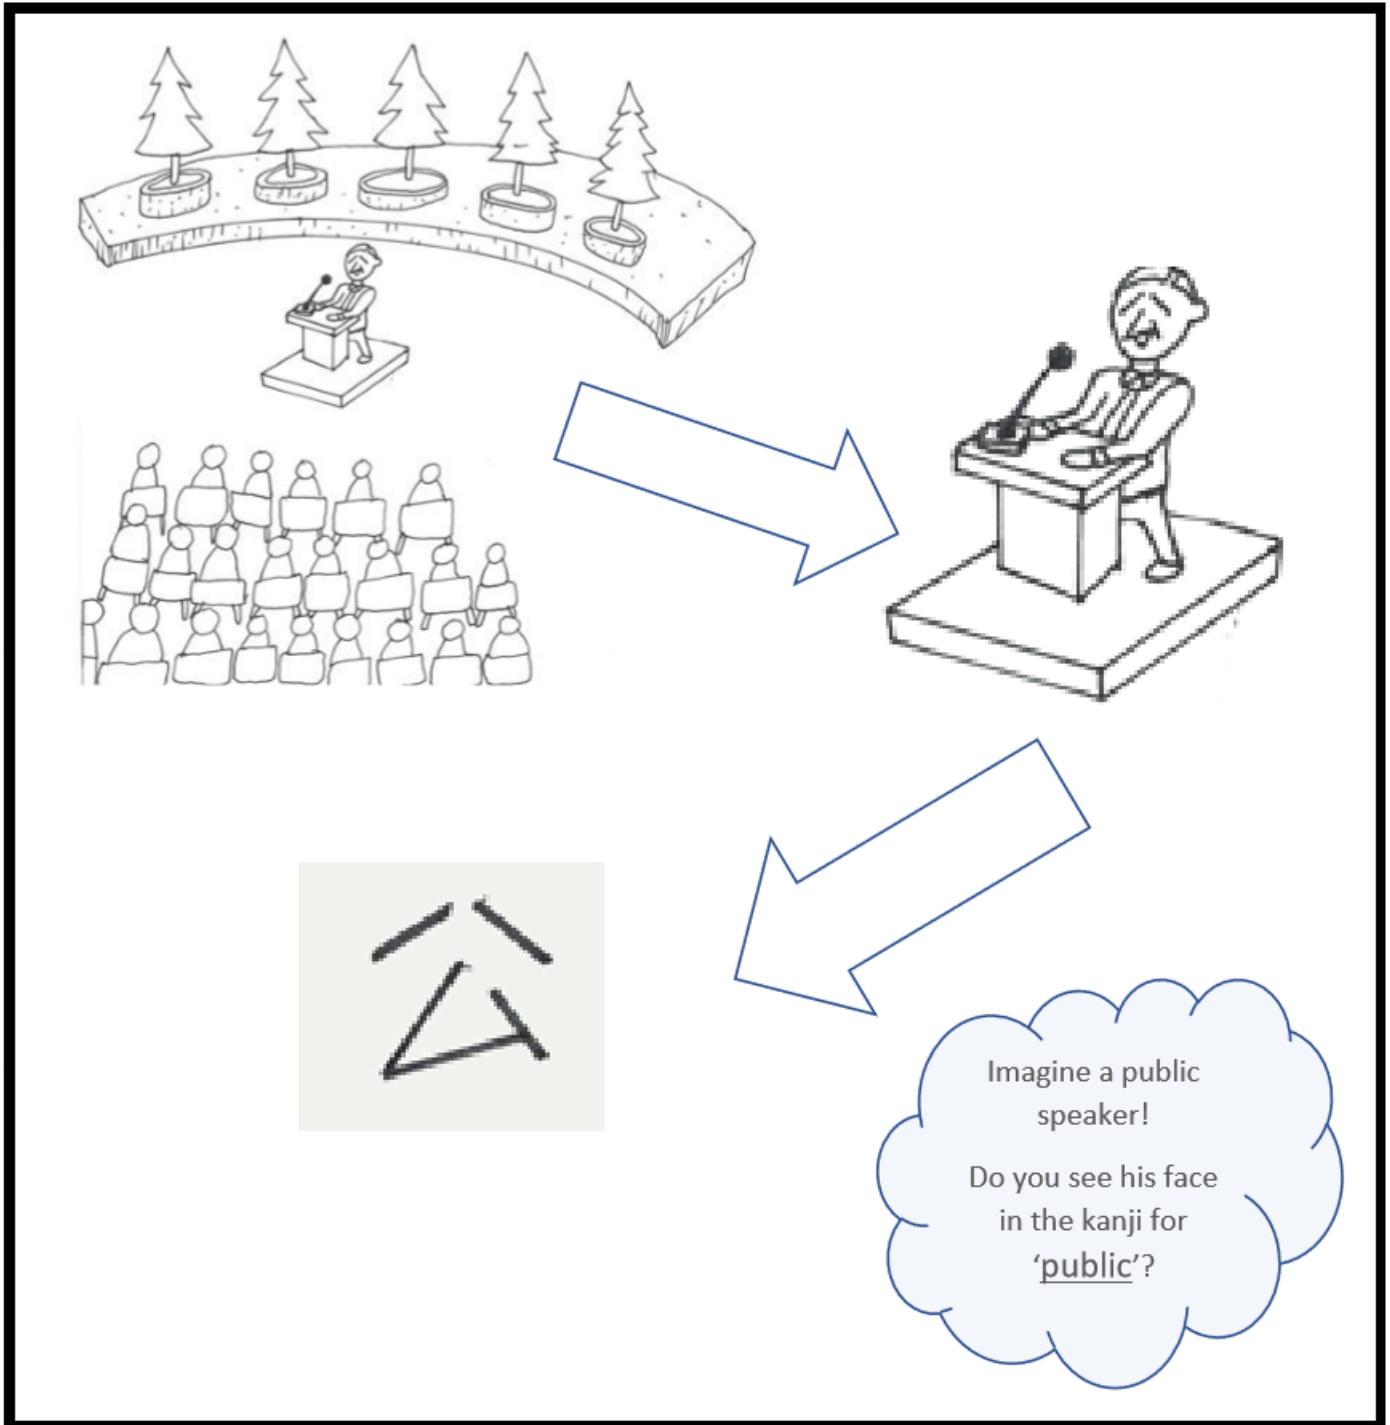 公
Imagine a public
speaker!
Do you see his face
in the kanji for
‘public’?